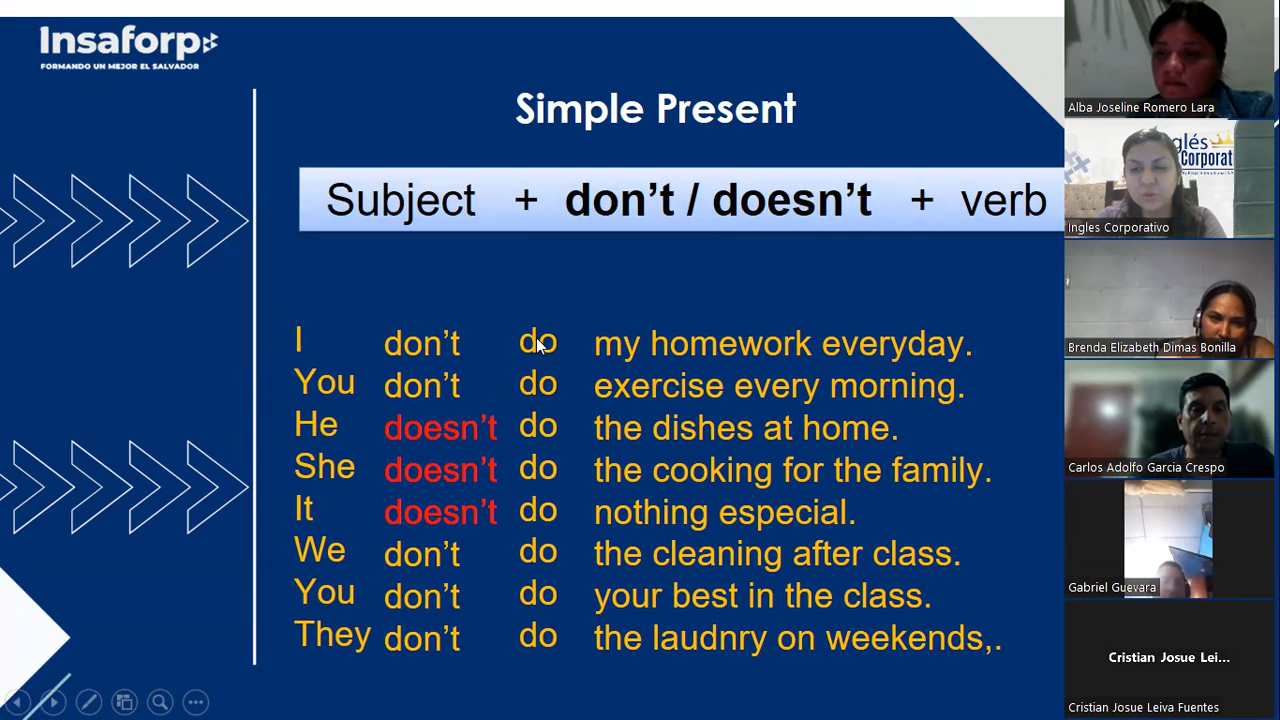 Insaforp
FORMANDO UN MEJOR EL SALVADOR
Simple Present
Subject + don't / doesn't + verb
I don't do my homework everyday.
You don't do exercise every morning.
He doesn't do the dishes at home.
She doesn't do the cooking for the family.
It doesn't do nothing especial.
We don't do the cleaning after class.
You don't do your best in the class.
They don't do the laudnry on weekends,.
Alba Joseline Romero Lara
glés
Corporati
Ingles Corporativo
Brenda Elizabeth Dimas Bonilla
Carlos Adolfo Garcia Crespo
Gabriel Guevara
Cristian Josue Lei...
Cristian Josue Leiva Fuentes